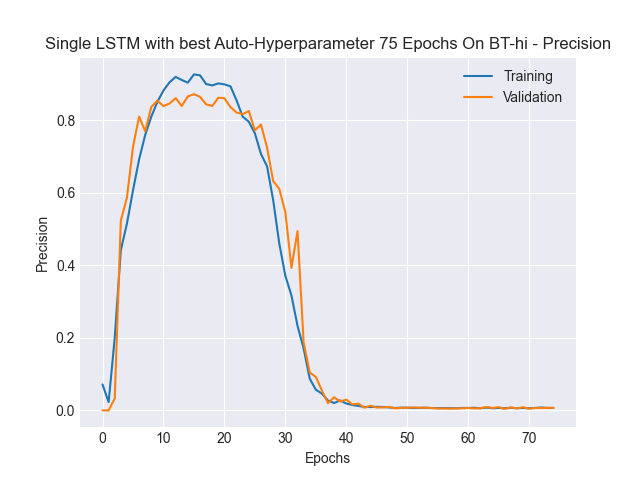 Single LSTM with best Auto-Hyperparameter 75 Epochs On BT-hi - Precision
Training
Validation
0.8
0.6
0.4
0.2
0.0
Precision
0 10 20 30 40 50 60 70
Epochs